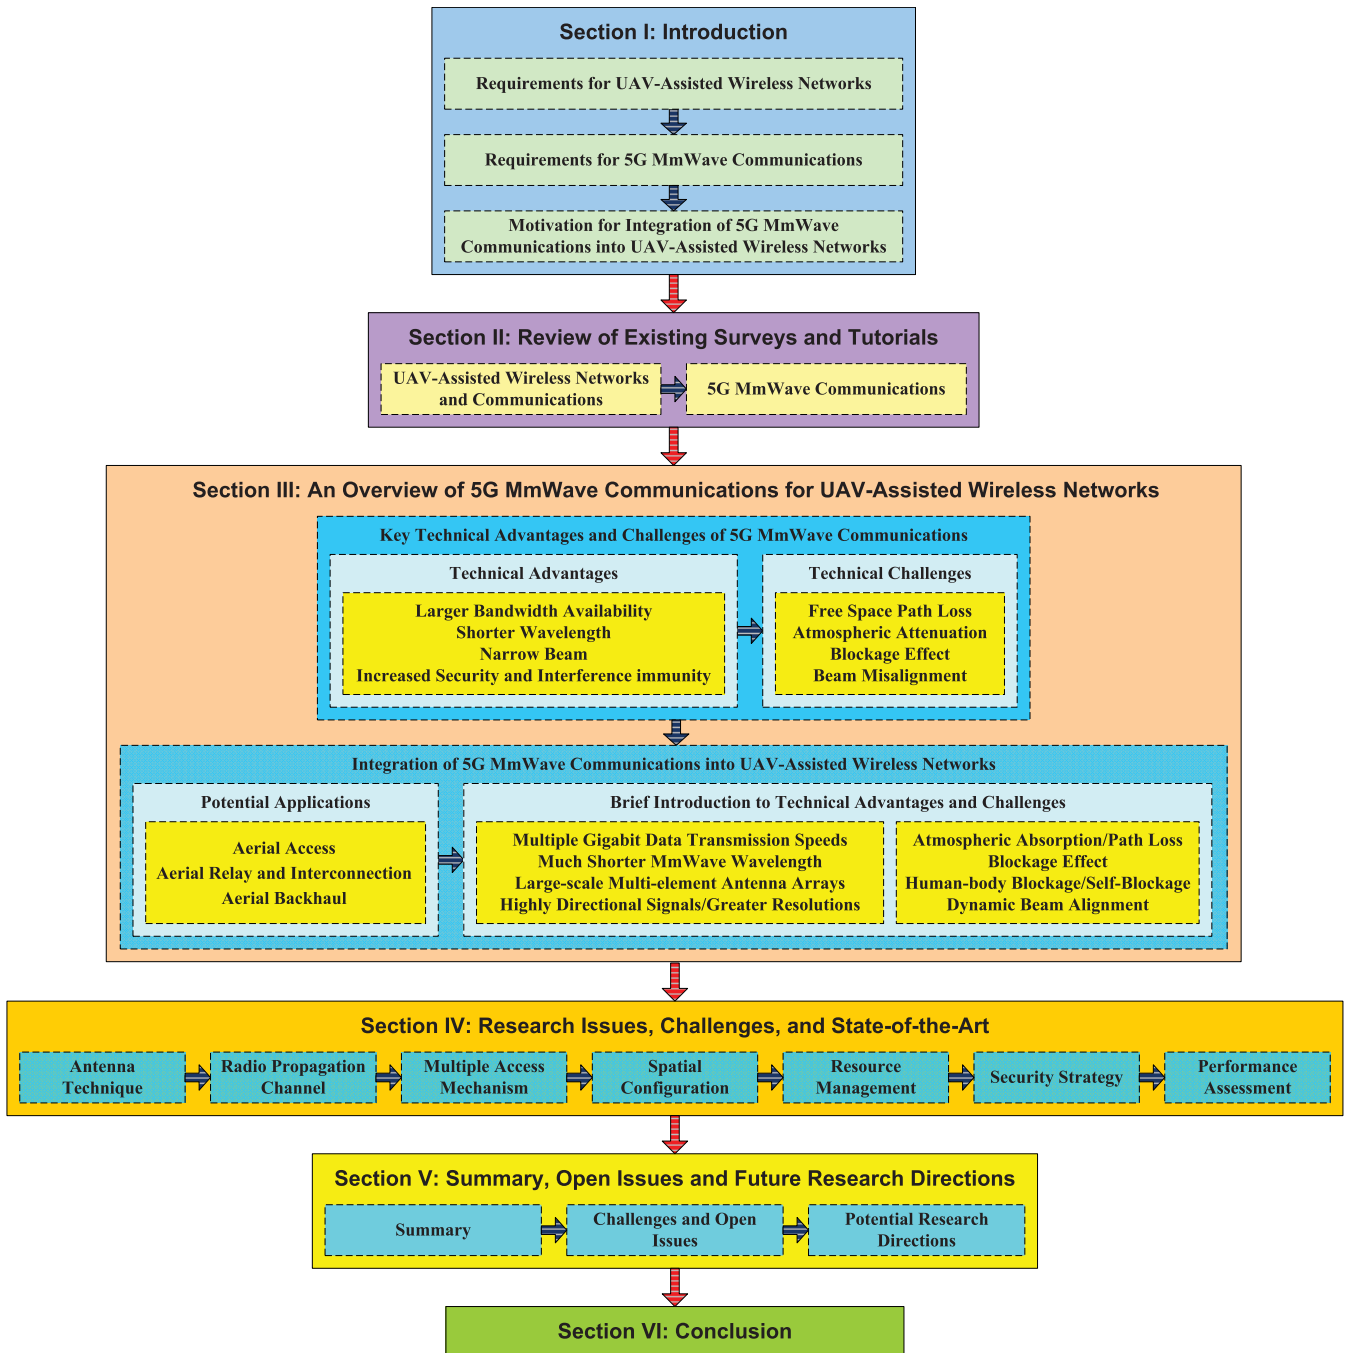 Section I: Introduction
Requirements for UAV-Assisted Wireless Networks
Requirements for 5G MmWave Communications
Motivation for Integration of 5G MmWave
Communications into UAV-Assisted Wireless Networks
Section II: Review of Existing Surveys and Tutorials
UAV-Assisted Wireless Networks
and Communications
5G MmWave Communications
Section III: An Overview of 5G MmWave Communications for UAV-Assisted Wireless Networks
Key Technical Advantages and Challenges of 5G MmWave Communications
Technical Advantages
Larger Bandwidth Availability
Shorter Wavelength
Narrow Beam
Increased Security and Interference immunity
Technical Challenges
Free Space Path Loss
Atmospheric Attenuation
Blockage Effect
Beam Misalignment
Integration of 5G MmWave Communications into UAV-Assisted Wireless Networks
Potential Applications
Aerial Access
Aerial Relay and Interconnection
Aerial Backhaul
Brief Introduction to Technical Advantages and Challenges
Multiple Gigabit Data Transmission Speeds
Much Shorter MmWave Wavelength
Large-scale Multi-element Antenna Arrays
Highly Directional Signals/Greater Resolutions
Atmospheric Absorption/Path Loss
Blockage Effect
Human-body Blockage/Self-Blockage
Dynamic Beam Alignment
Section IV: Research Issues, Challenges, and State-of-the-Art
Antenna
Technique
Radio Propagation
Channel
Multiple Access
Mechanism
Spatial
Configuration
Resource
Management
Security Strategy
Performance
Assessment
Section V: Summary, Open Issues and Future Research Directions
Summary
Challenges and Open
Issues
Potential Research
Directions
Section VI: Conclusion